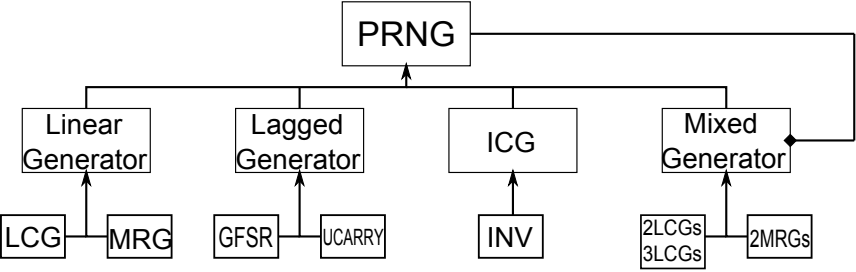 PRNG
Linear
Generator
Lagged
Generator
ICG
Mixed
Generator
LCG
MRG
GFSR
UCARRY
INV
2LCGs
3LCGs
2MRGs